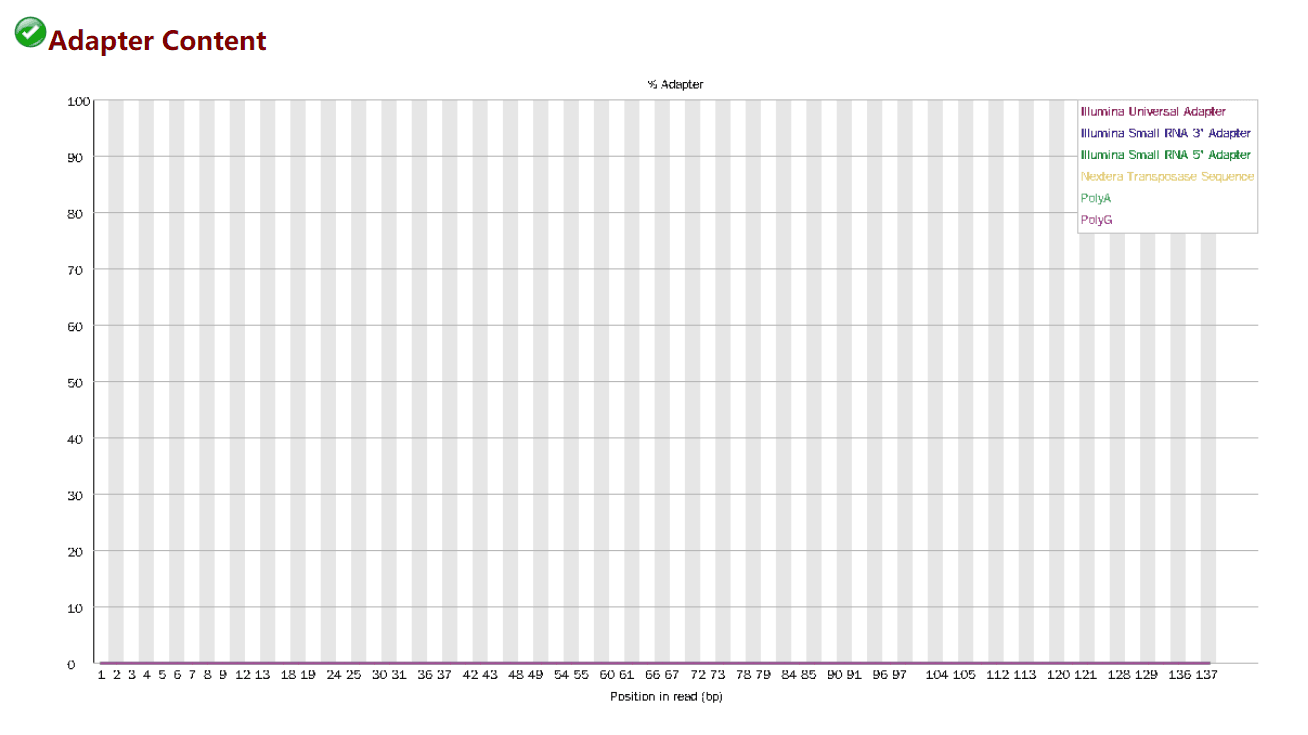 Adapter Content
% Adapter
100
90
80
70
60
50
40
30
20
10
0
Illumina Universal Adapter
Illumina Small RNA 3' Adapter
Illumina Small RNA 5' Adapter
Nextera Transposase Sequence
PolyA
PolyG
1 2 3 4 5 6 7 8 9 12 13 18 19 24 25 30 31 36 37 42 43 48 49 54 55 60 61 66 67 72 73 78 79 84 85 90 91 96 97 104 105 112 113 120 121 128 129 136 137
Position in read (bp)